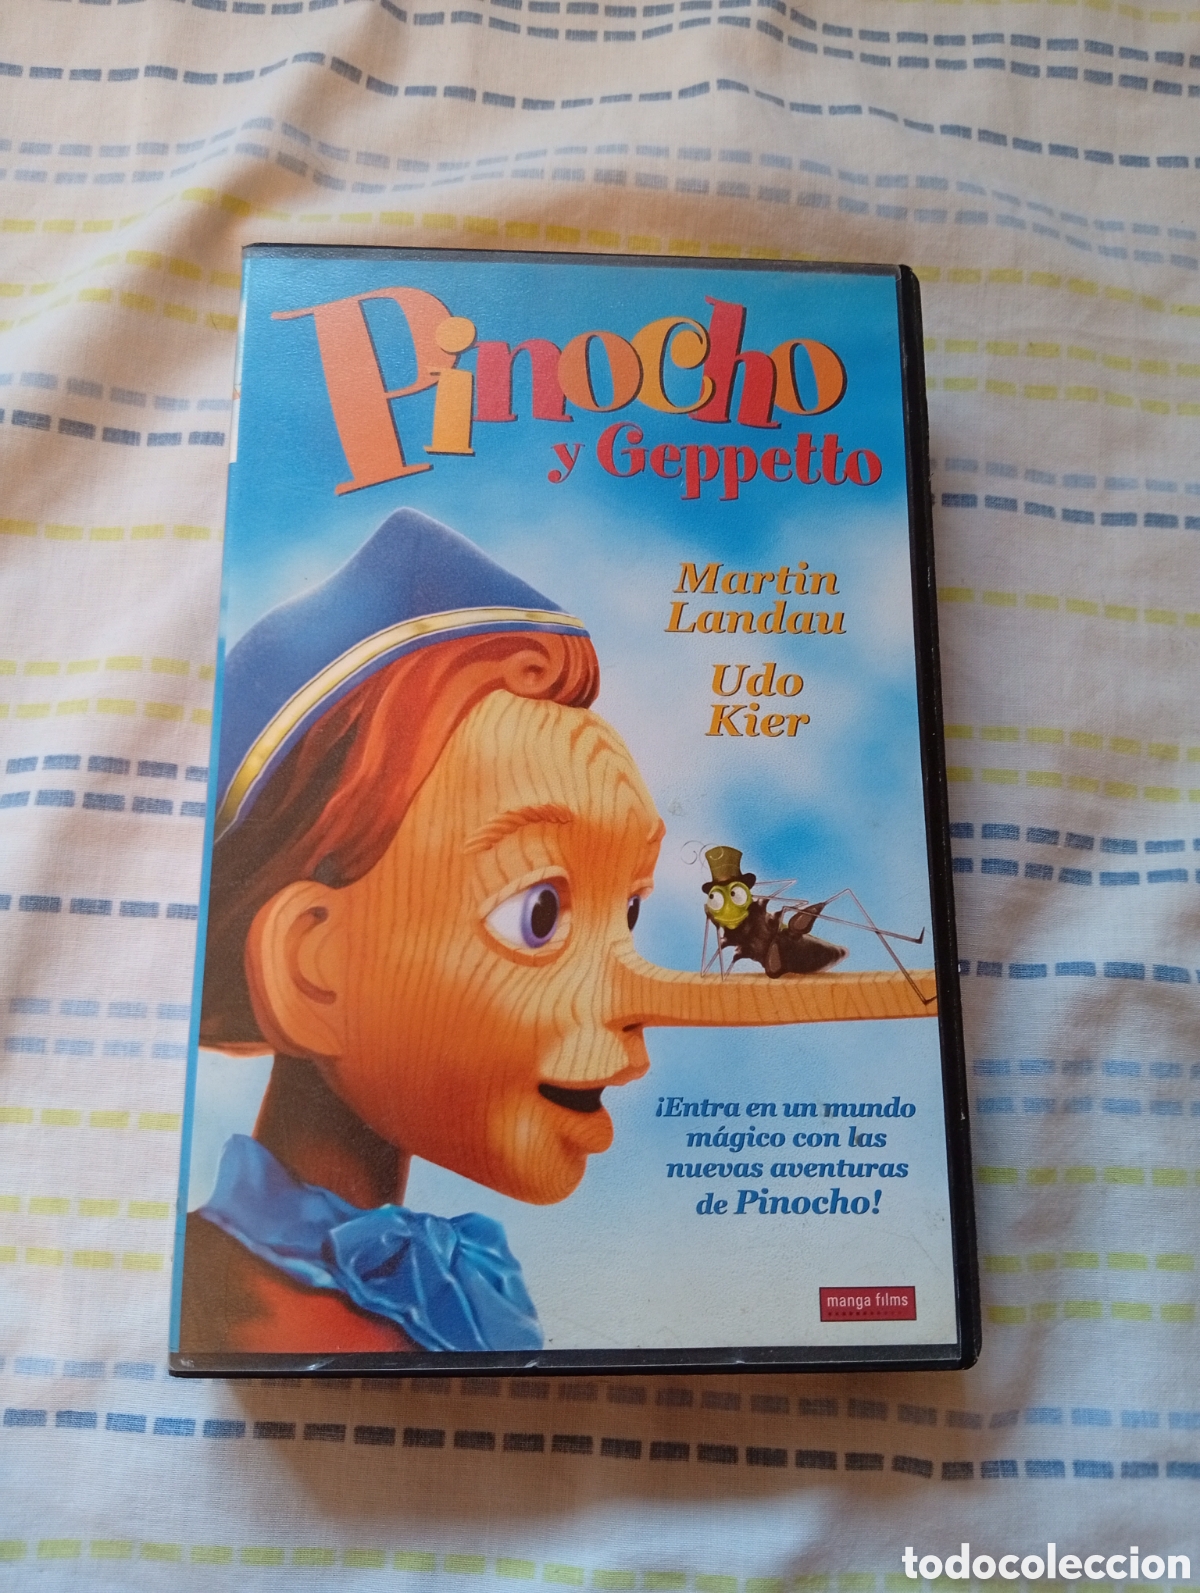 Pinocho
y Geppetto
Martin
Landau
Udo
Kier
¡Entra en un mundo
mágico con las
nuevas aventuras
de Pinocho!
manga films
todocoleccion